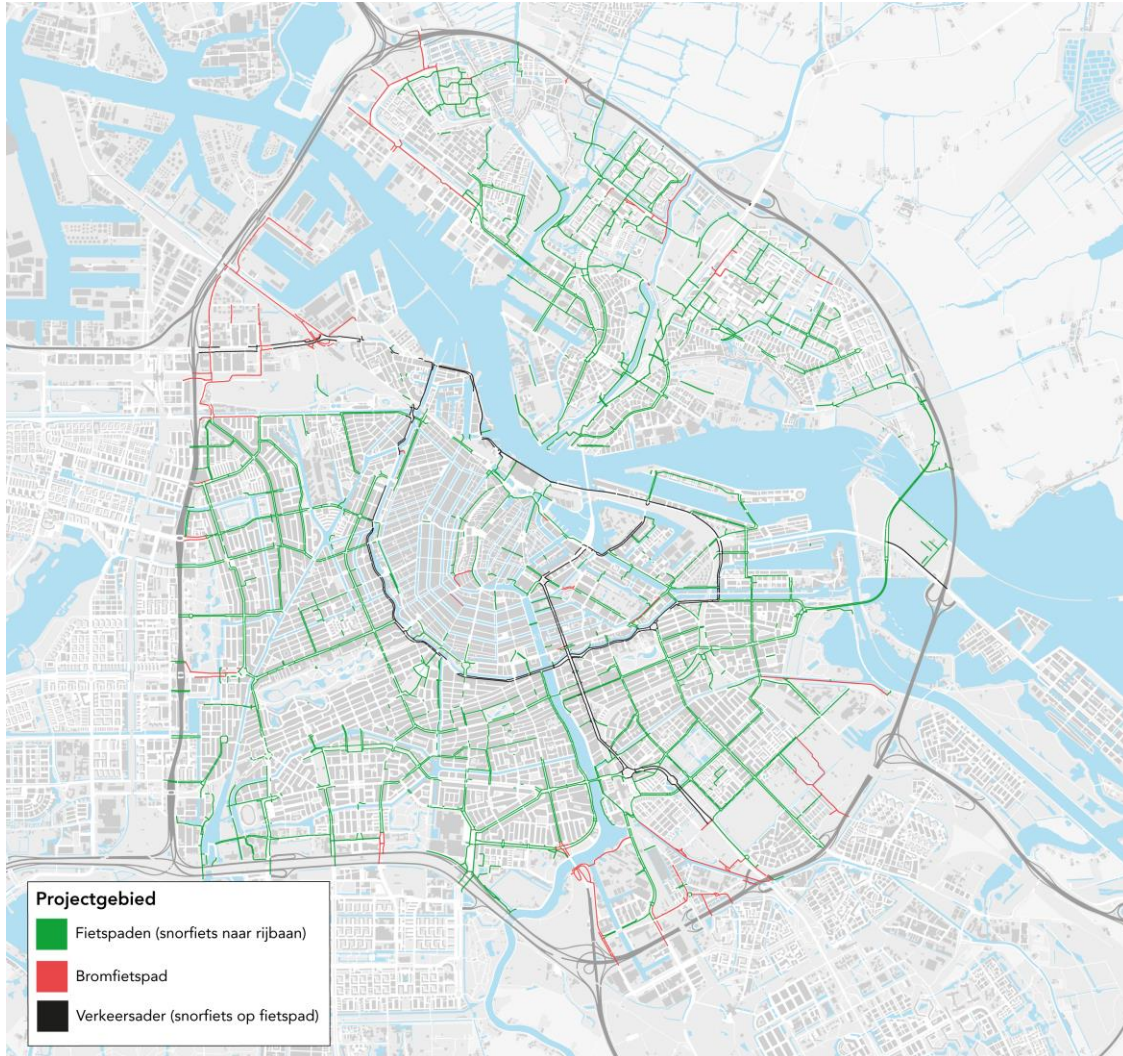 Projectgebied
Fietspaden (snorfiets naar rijbaan)
Bromfietspad
Verkeersader (snorfiets op fietspad)